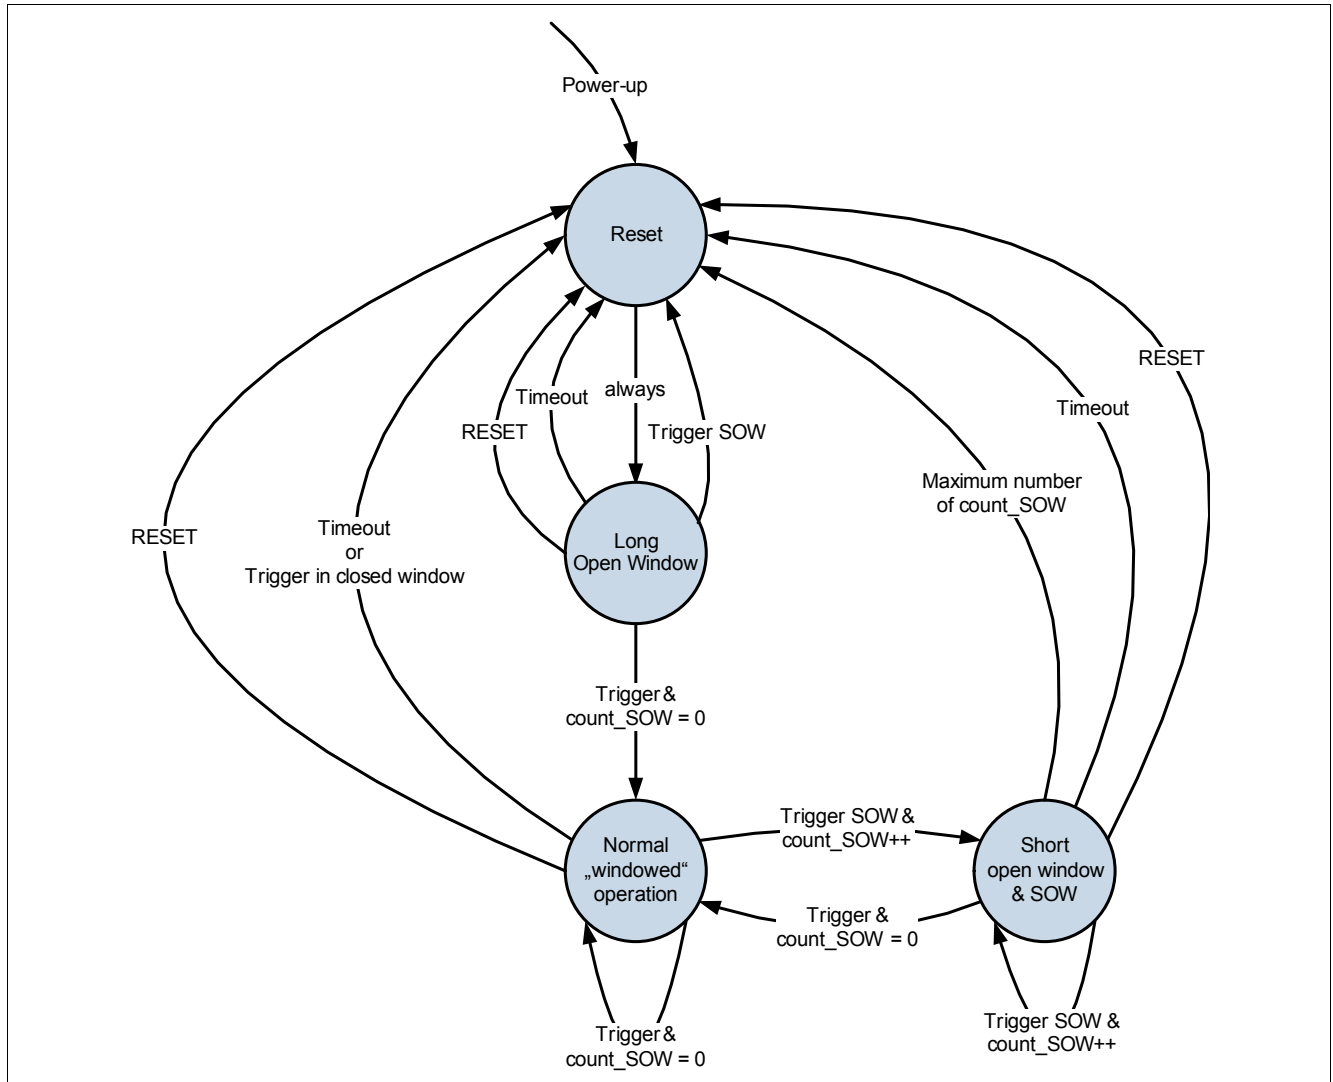 Power-up
Reset
RESET
Timeout
always
Timeout
RESET
Trigger SOW
Maximum number
of count_SOW
Timeout
or
Trigger in closed window
RESET
Long
Open Window
Trigger &
count_SOW = 0
Normal
„windowed“
operation
Trigger SOW &
count_SOW++
Short
open window
& SOW
Trigger &
count_SOW = 0
Trigger &
count_SOW = 0
Trigger SOW &
count_SOW++